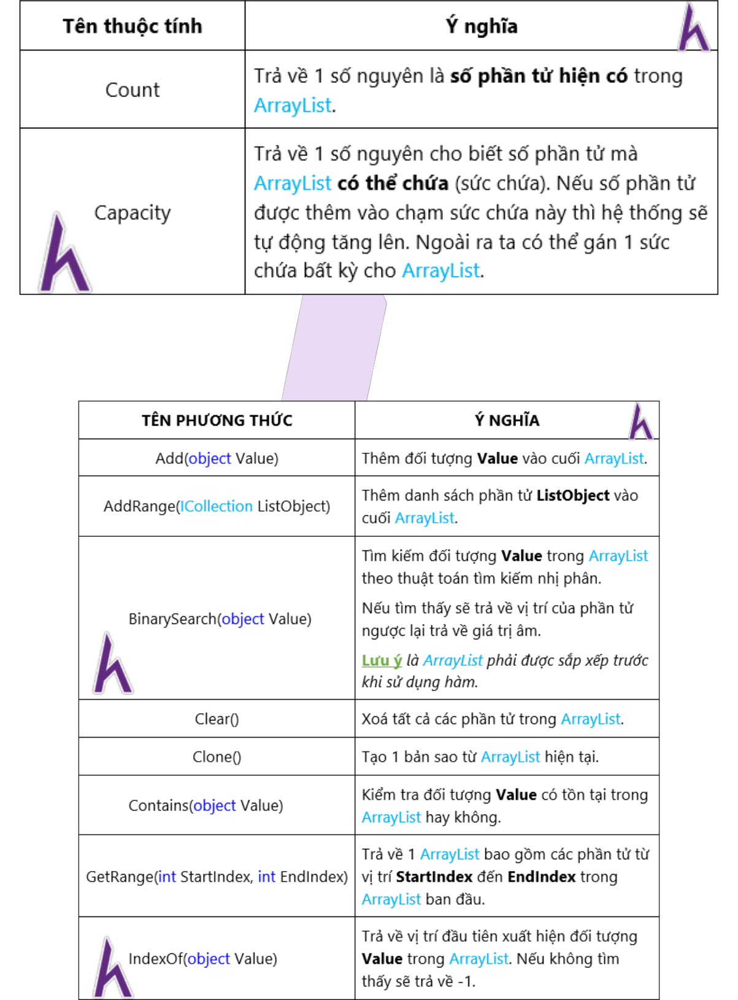 Tên thuộc tính
Ý nghĩa
Count
Trả về 1 số nguyên là số phần tử hiện có trong
ArrayList.
Capacity
Trả về 1 số nguyên cho biết số phần tử mà
ArrayList có thể chứa (sức chứa). Nếu số phần tử
được thêm vào chạm sức chứa này thì hệ thống sẽ
tự động tăng lên. Ngoài ra ta có thể gán 1 sức
chứa bất kỳ cho ArrayList.
TÊN PHƯƠNG THỨC
Ý NGHĨA
Add(object Value)
Thêm đối tượng Value vào cuối ArrayList.
AddRange(ICollection ListObject)
Thêm danh sách phần tử ListObject vào
cuối ArrayList.
BinarySearch(object Value)
Tìm kiếm đối tượng Value trong ArrayList
theo thuật toán tìm kiếm nhị phân.
Nếu tìm thấy sẽ trả về vị trí của phần tử
ngược lại trả về giá trị âm.
Lưu ý là ArrayList phải được sắp xếp trước
khi sử dụng hàm.
Clear()
Xoá tất cả các phần tử trong ArrayList.
Clone()
Tạo 1 bản sao từ ArrayList hiện tại.
Contains(object Value)
Kiểm tra đối tượng Value có tồn tại trong
ArrayList hay không.
GetRange(int StartIndex, int EndIndex)
Trả về 1 ArrayList bao gồm các phần tử từ
vị trí StartIndex đến EndIndex trong
ArrayList ban đầu.
IndexOf(object Value)
Trả về vị trí đầu tiên xuất hiện đối tượng
Value trong ArrayList. Nếu không tìm
thấy sẽ trả về -1.